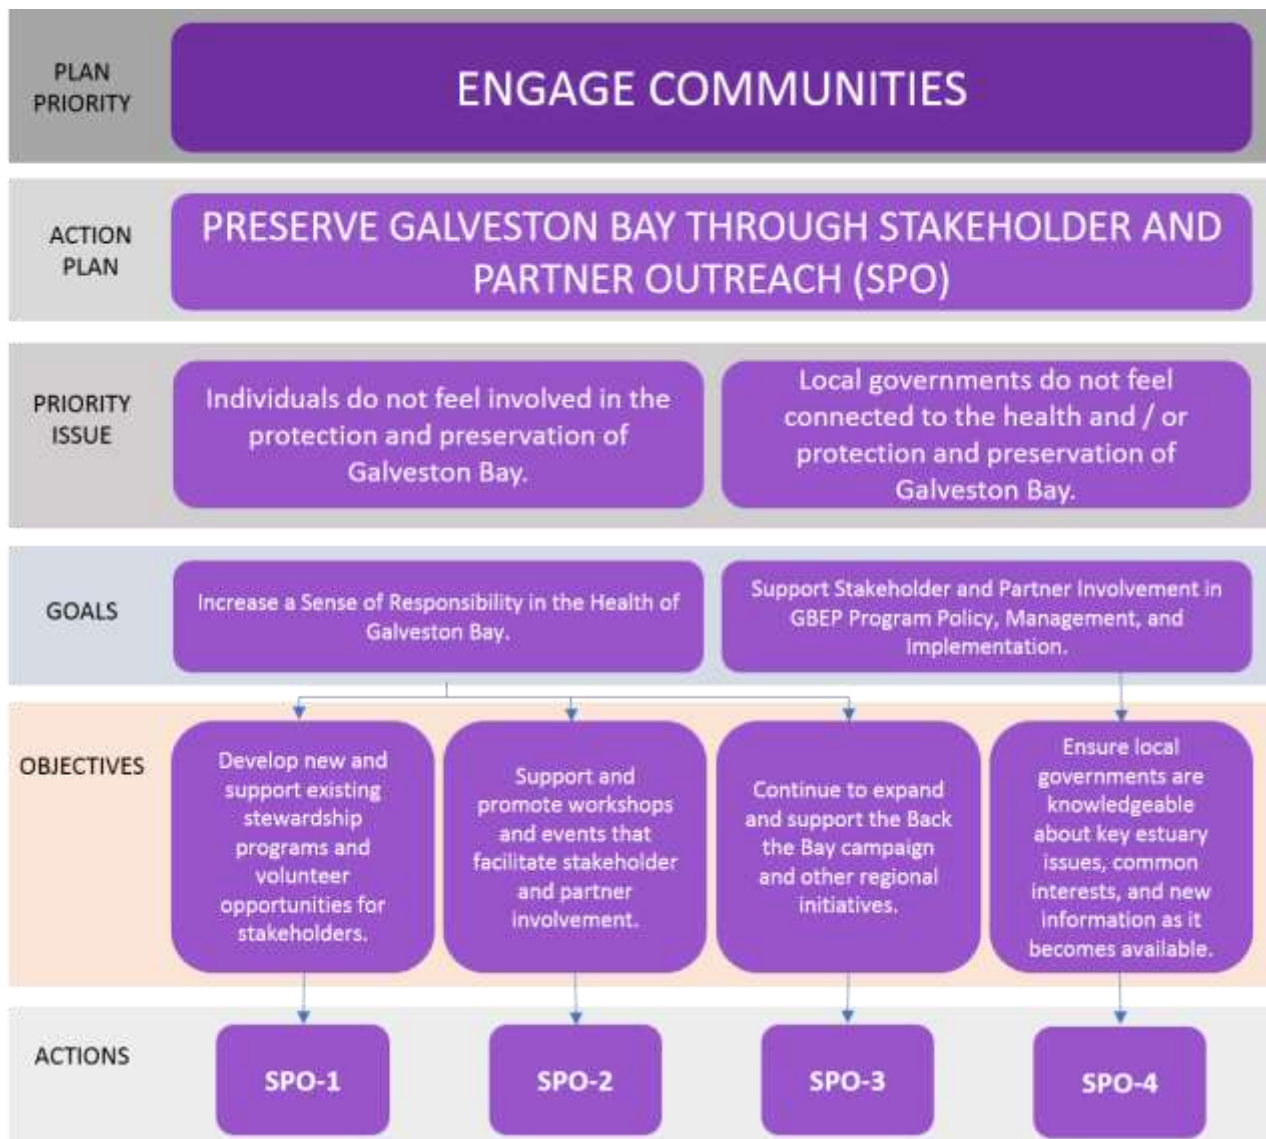 PLAN
PRIORITY
ENGAGE COMMUNITIES
ACTION
PLAN
PRESERVE GALVESTON BAY THROUGH STAKEHOLDER AND
PARTNER OUTREACH (SPO)
PRIORITY
ISSUE
Individuals do not feel involved in the
protection and preservation of
Galveston Bay.
Local governments do not feel
connected to the health and / or
protection and preservation of
Galveston Bay.
GOALS
Increase a Sense of Responsibility in the Health of
Galveston Bay.
Support Stakeholder and Partner Involvement in
GBEP Program Policy, Management, and
Implementation.
OBJECTIVES
Develop new and
support existing
stewardship
programs and
volunteer
opportunities for
stakeholders.
Support and
promote workshops
and events that
facilitate stakeholder
and partner
involvement.
Continue to expand
and support the Back
the Bay campaign
and other regional
initiatives.
Ensure local
governments are
knowledgeable
about key estuary
issues, common
interests, and new
information as it
becomes available.
ACTIONS
SPO-1
SPO-2
SPO-3
SPO-4